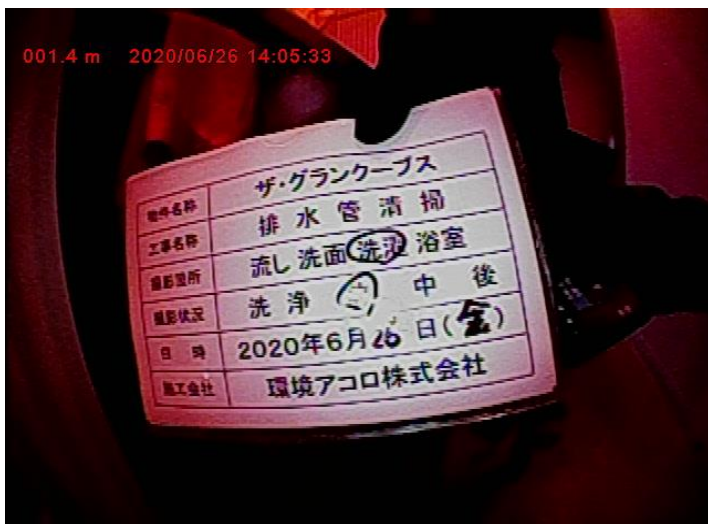 001.4 m 2020/06/26 14:05:33
物件名称 ザ・グランクーブス
工事名称 排水管清掃
撮影箇所 流し 洗面 洗濯 浴室
撮影状況 洗浄 中 後
日時 2020年6月26日(金)
施工会社 環境アコロ株式会社